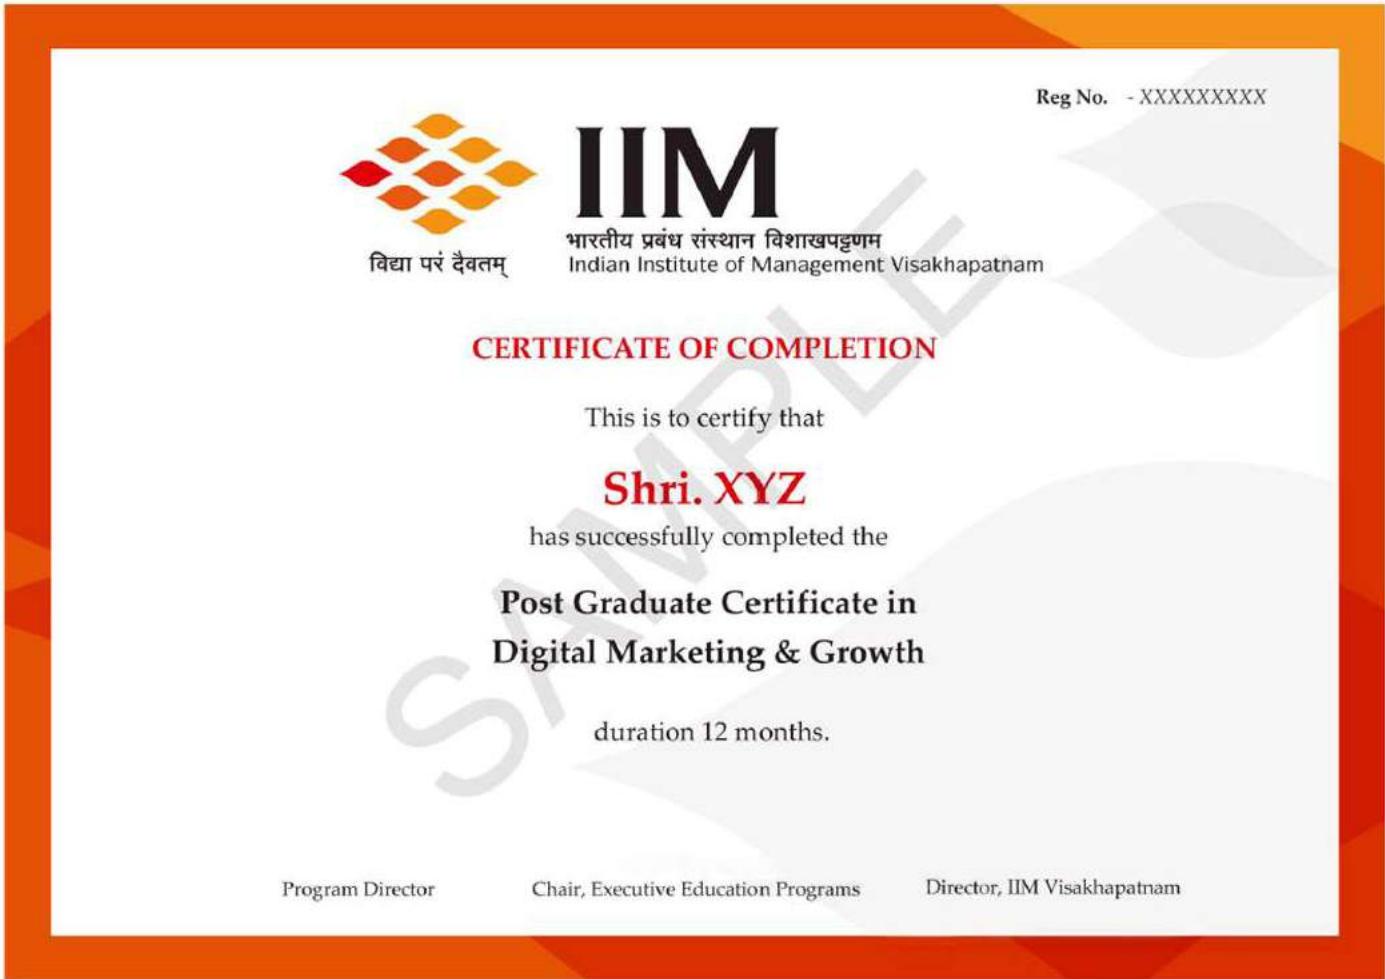 Reg No. - XXXXXXXXX
IIM
भारतीय प्रबंध संस्थान विशाखपट्टणम
विद्या परं दैवतम्
Indian Institute of Management Visakhapatnam
CERTIFICATE OF COMPLETION
This is to certify that
Shri. XYZ
has successfully completed the
Post Graduate Certificate in
Digital Marketing & Growth
duration 12 months.
SAMPLE
Program Director
Chair, Executive Education Programs
Director, IIM Visakhapatnam